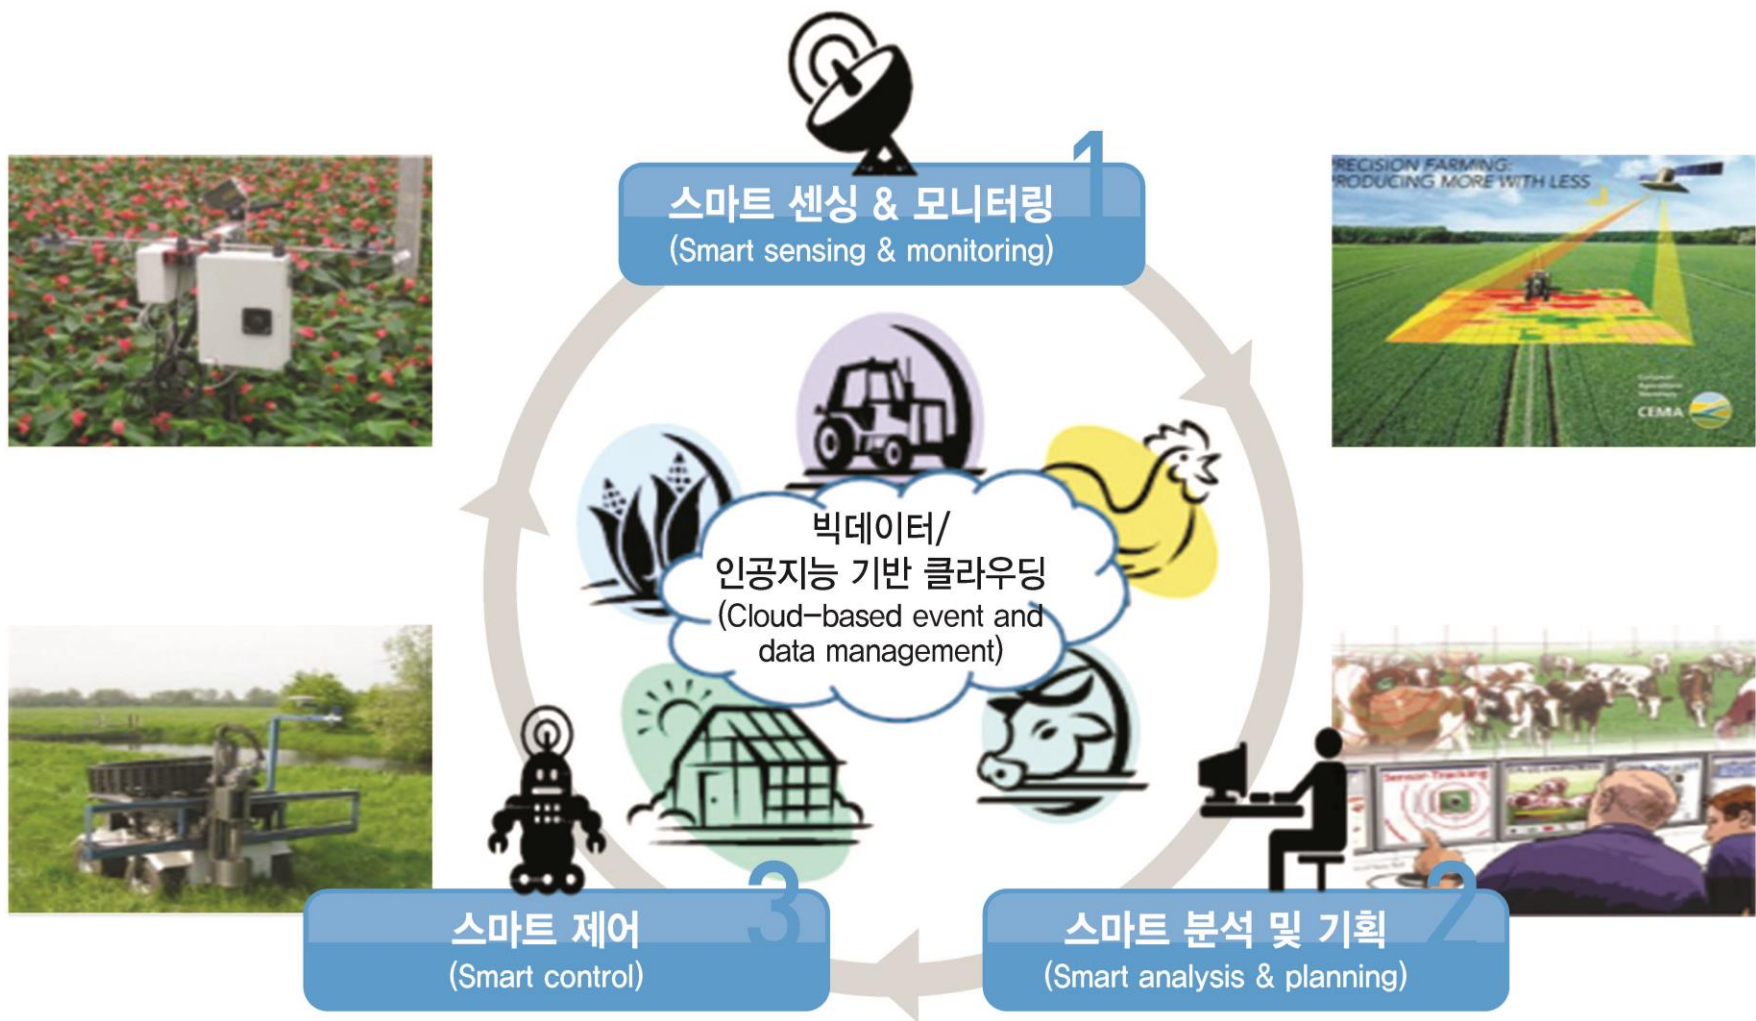 1
스마트 센싱 & 모니터링
(Smart sensing & monitoring)
PRECISION FARMING:
PRODUCING MORE WITH LESS
CEMA
빅데이터/
인공지능 기반 클라우딩
(Cloud-based event and
data management)
Sensor-Tracking
3
스마트 제어
(Smart control)
2
스마트 분석 및 기획
(Smart analysis & planning)